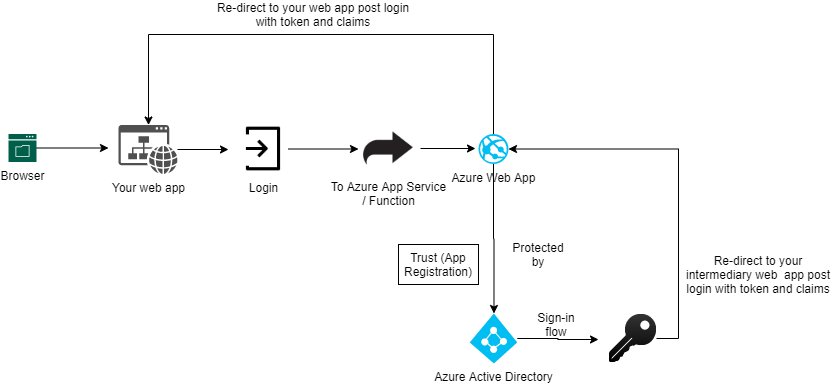 Re-direct to your web app post login
with token and claims
Browser
Your web app
Login
To Azure App Service
/ Function
Azure Web App
Trust (App
Registration)
Protected
by
Re-direct to your
intermediary web app post
login with token and claims
Sign-in
flow
Azure Active Directory